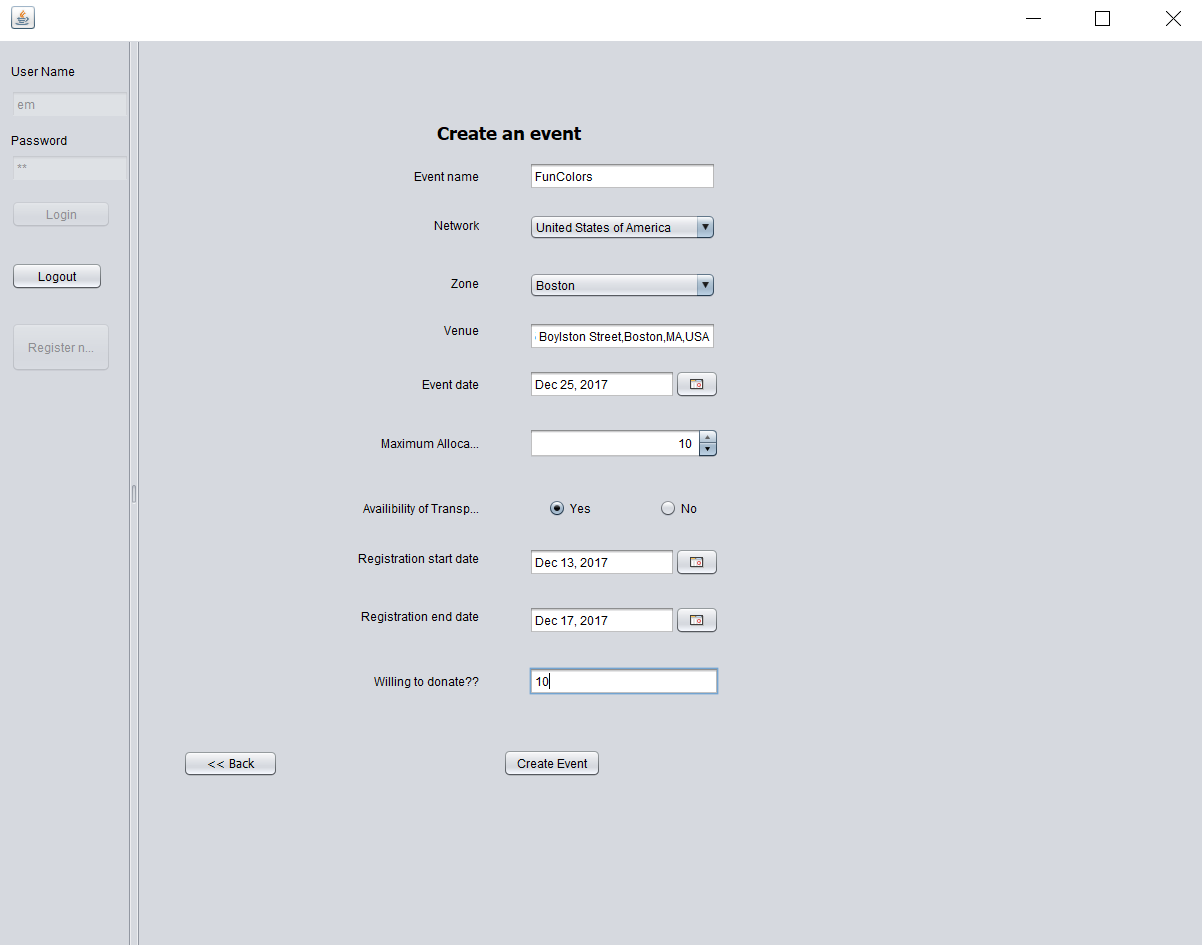 User Name
em
Password
**
Login
Logout
Register n...
Create an event
Event name FunColors
Network United States of America
Zone Boston
Venue Boylston Street,Boston,MA,USA
Event date Dec 25, 2017
Maximum Alloca... 10
Availibility of Transp... Yes No
Registration start date Dec 13, 2017
Registration end date Dec 17, 2017
Willing to donate?? 10
<< Back Create Event